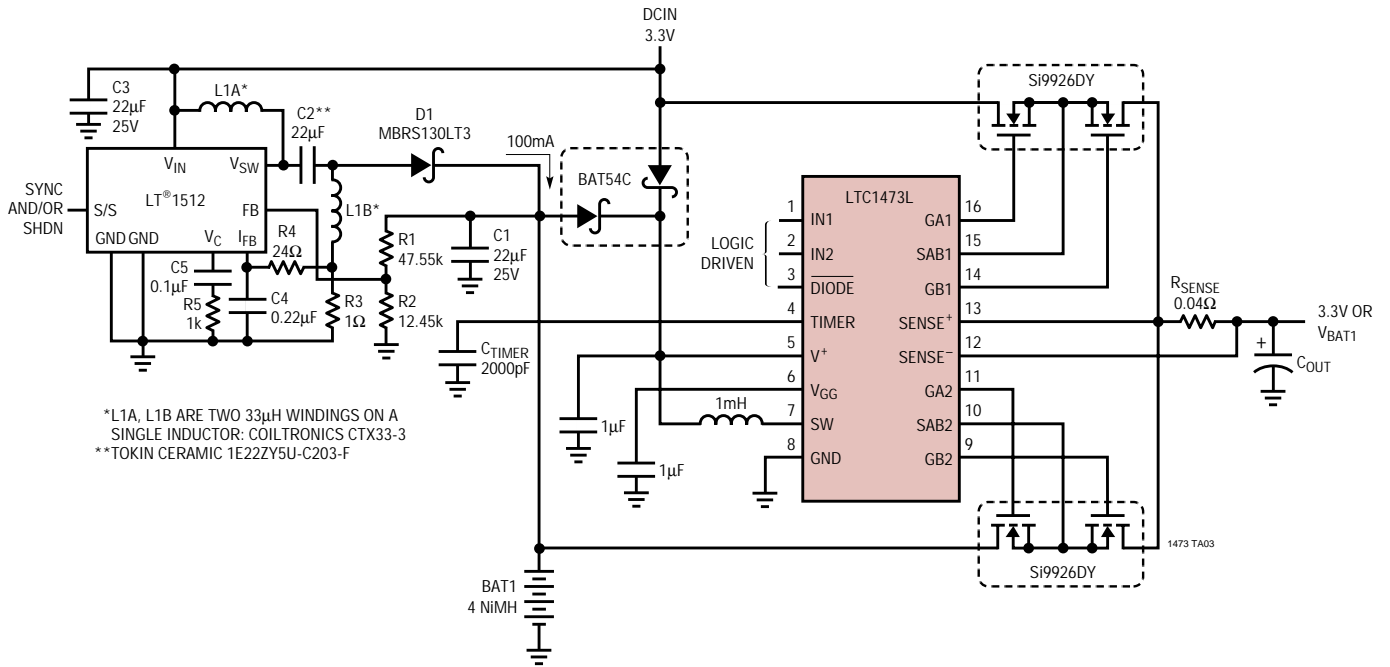 DCIN
3.3V
C3
22µF
25V
L1A*
C2**
22µF
D1
MBRS130LT3
100mA
BAT54C
Si9926DY
VIN
VSW
LT®1512
SYNC
AND/OR
SHDN
S/S
FB
GND GND
VC
IFB
L1B*
R4
24Ω
R1
47.55k
C1
22µF
25V
C5
0.1µF
R5
1k
C4
0.22µF
R3
1Ω
R2
12.45k
CTIMER
2000pF
LTC1473L
LOGIC
DRIVEN
1 IN1
2 IN2
3 DIODE
4 TIMER
5 V+
6 VGG
7 SW
8 GND
GA1 16
SAB1 15
GB1 14
SENSE+ 13
SENSE– 12
GA2 11
SAB2 10
GB2 9
RSENSE
0.04Ω
3.3V OR
VBAT1
+
COUT
1mH
1µF
1µF
*L1A, L1B ARE TWO 33µH WINDINGS ON A
SINGLE INDUCTOR: COILTRONICS CTX33-3
**TOKIN CERAMIC 1E22ZY5U-C203-F
BAT1
4 NiMH
Si9926DY
1473 TA03